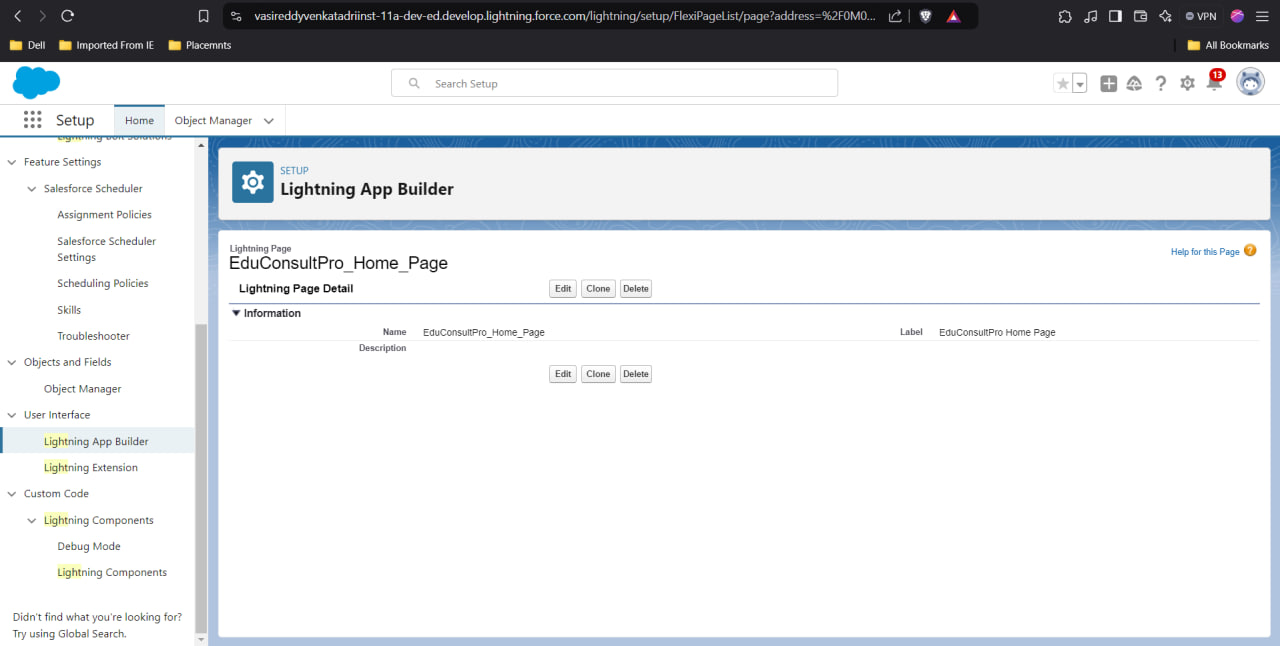 vasireddyvenkatadriinst-11a-dev-ed.develop.lightning.force.com/lightning/setup/FlexiPageList/page?address=%2F0M0...
VPN
Dell
Imported From IE
Placemnts
All Bookmarks
Search Setup
13
Setup
Home
Object Manager
Lightning Bolt Solutions
Feature Settings
Salesforce Scheduler
Assignment Policies
Salesforce Scheduler
Settings
Scheduling Policies
Skills
Troubleshooter
Objects and Fields
Object Manager
User Interface
Lightning App Builder
Lightning Extension
Custom Code
Lightning Components
Debug Mode
Lightning Components
Didn't find what you're looking for?
Try using Global Search.
SETUP
Lightning App Builder
Lightning Page
EduConsultPro_Home_Page
Help for this Page ?
Lightning Page Detail
Edit Clone Delete
Information
Name EduConsultPro_Home_Page Label EduConsultPro Home Page
Description
Edit Clone Delete